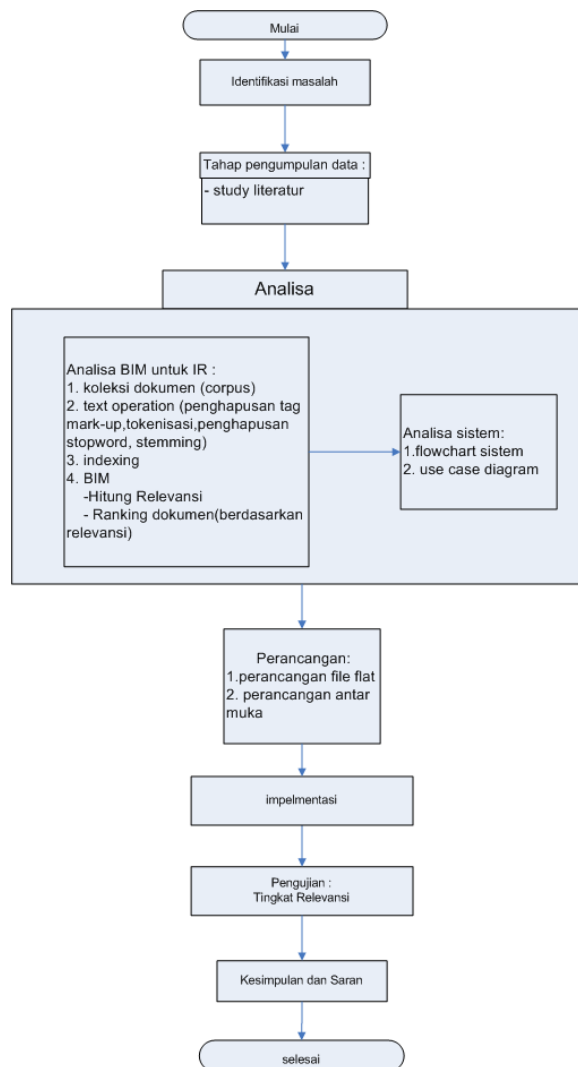 Mulai
Identifikasi masalah
Tahap pengumpulan data :
- study literatur
Analisa
Analisa BIM untuk IR :
1. koleksi dokumen (corpus)
2. text operation (penghapusan tag
mark-up,tokenisasi,penghapusan
stopword, stemming)
3. indexing
4. BIM
-Hitung Relevansi
- Ranking dokumen(berdasarkan
relevansi)
Analisa sistem:
1.flowchart sistem
2. use case diagram
Perancangan:
1.perancangan file flat
2. perancangan antar
muka
impelmentasi
Pengujian :
Tingkat Relevansi
Kesimpulan dan Saran
selesai